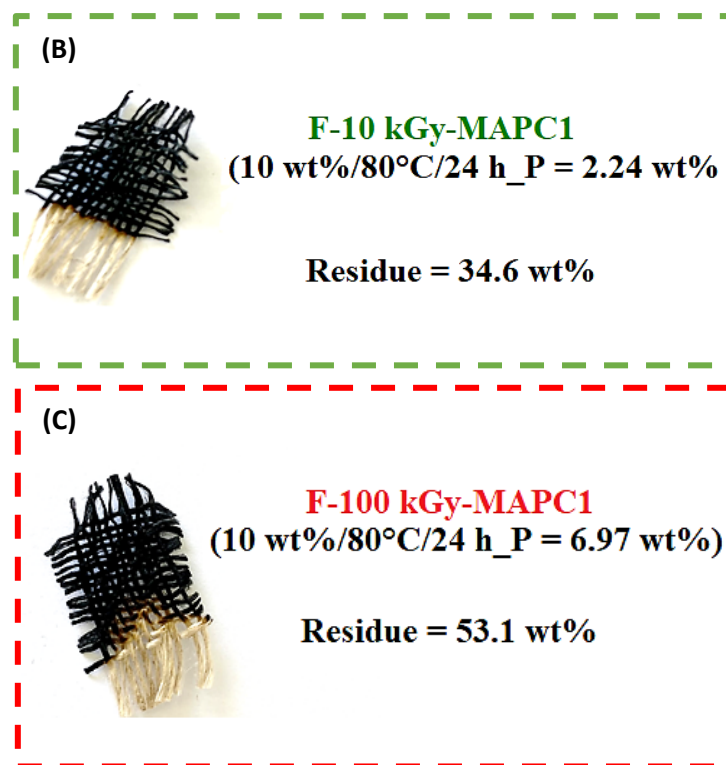 (B)
F-10 kGy-MAPC1
(10 wt%/80°C/24 h_P = 2.24 wt%
Residue = 34.6 wt%
(C)
F-100 kGy-MAPC1
(10 wt%/80°C/24 h_P = 6.97 wt%)
Residue = 53.1 wt%